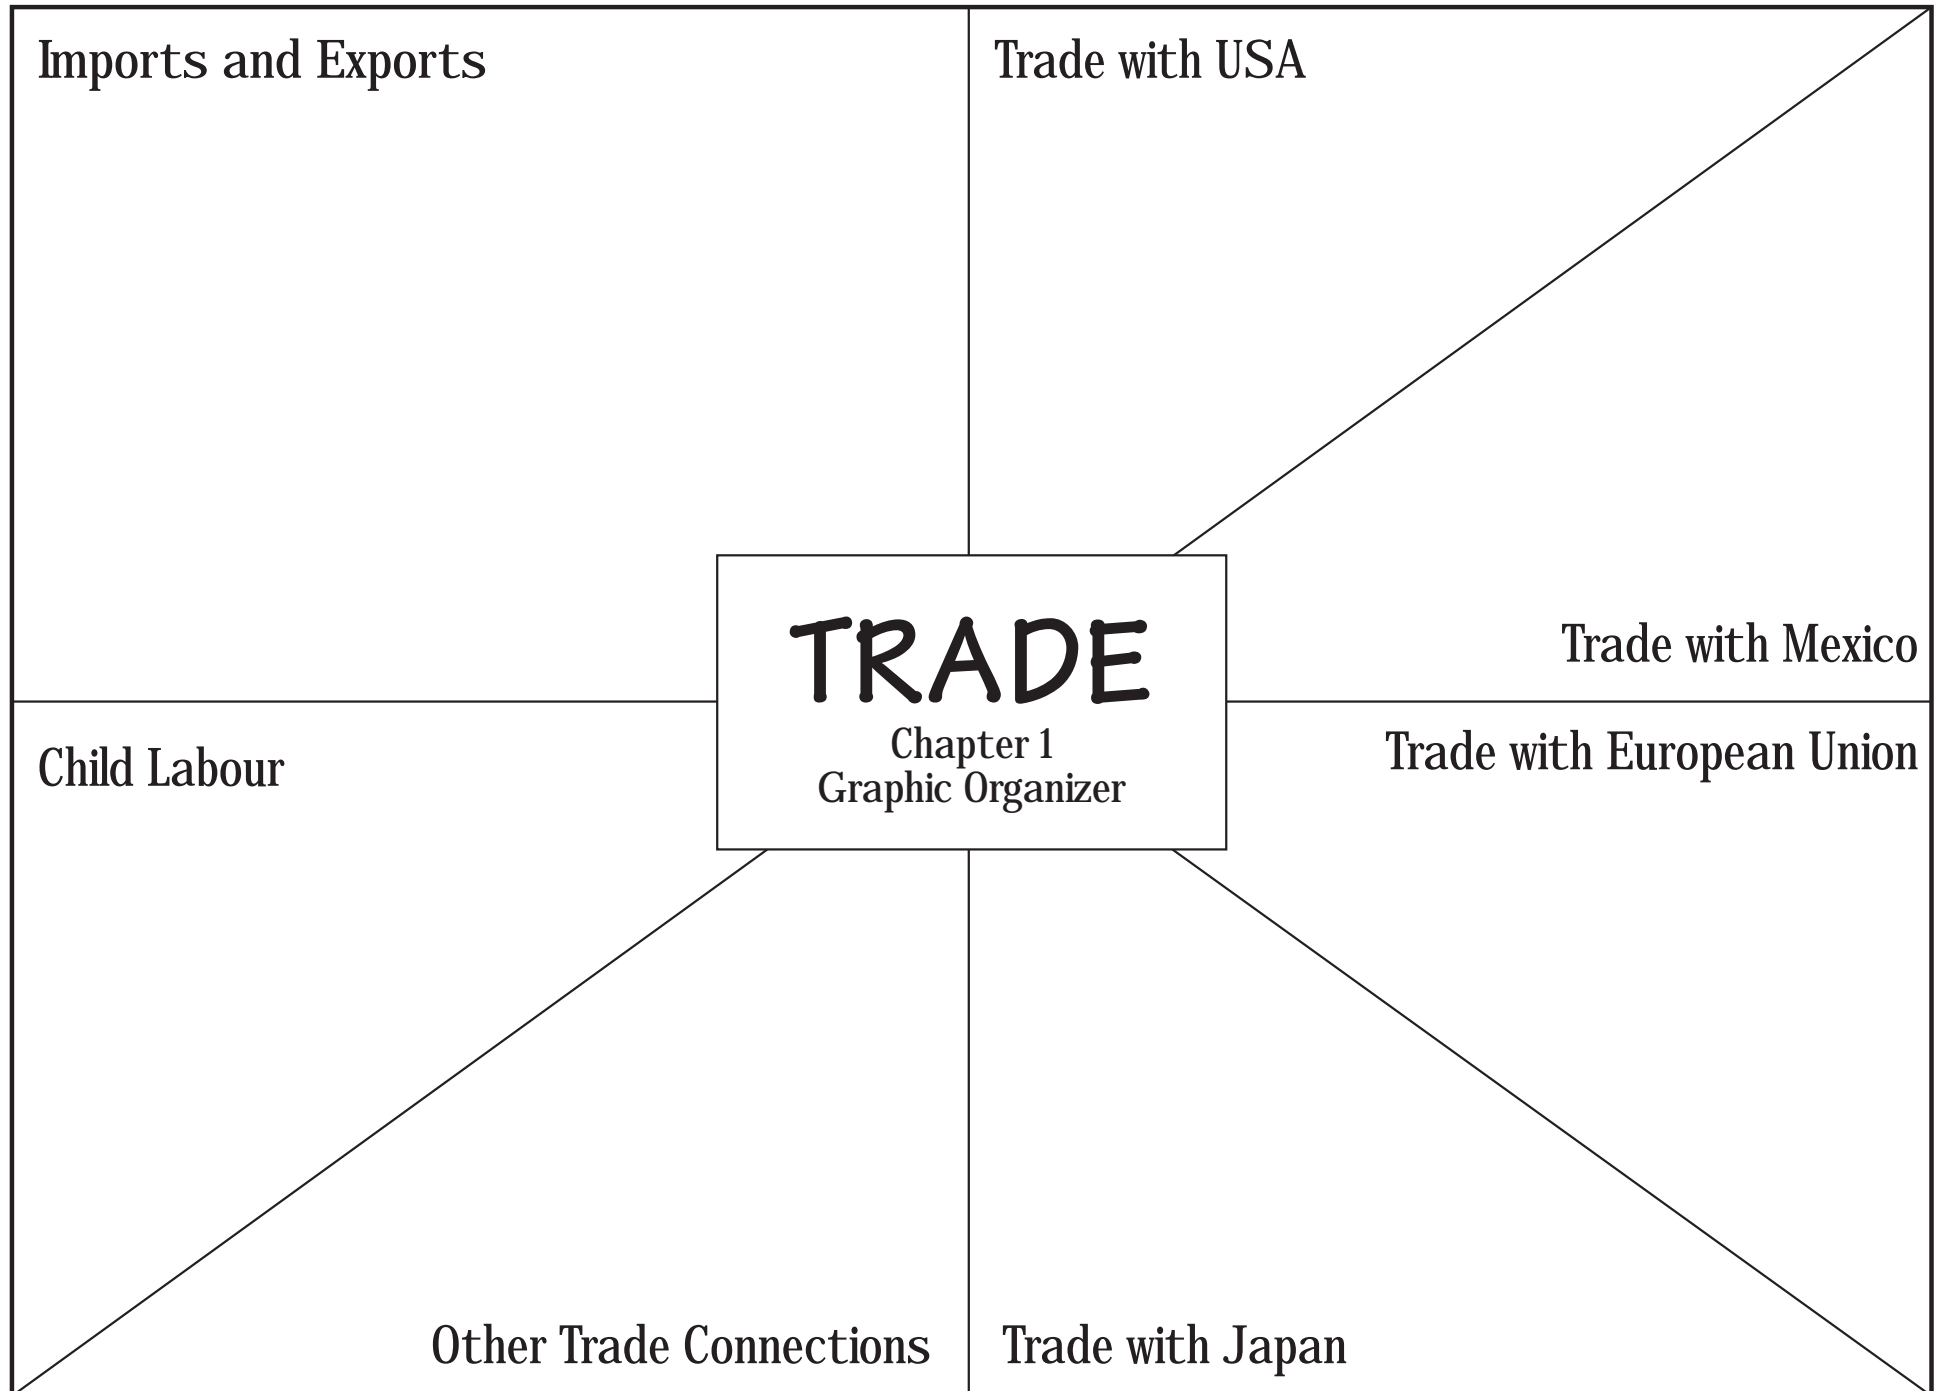 Imports and Exports
Trade with USA
Trade with Mexico
TRADE
Chapter 1
Graphic Organizer
Child Labour
Trade with European Union
Other Trade Connections
Trade with Japan